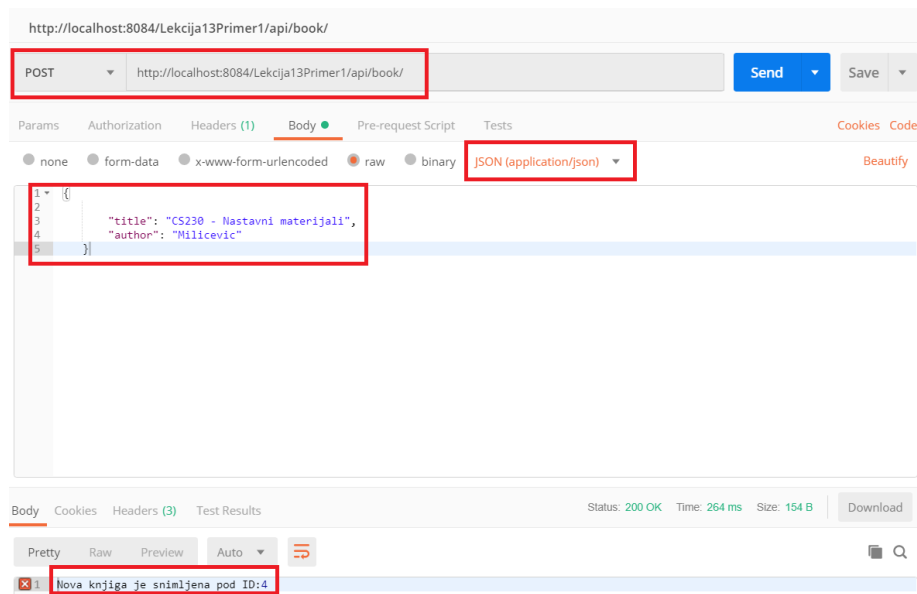 http://localhost:8084/Lekcija13Primer1/api/book/
POST http://localhost:8084/Lekcija13Primer1/api/book/ Send Save
Params Authorization Headers (1) Body Pre-request Script Tests Cookies Code
none form-data x-www-form-urlencoded raw binary JSON (application/json) Beautify
1 {
2
3 "title": "CS230 - Nastavni materijali",
4 "author": "Milicevic"
5 }
Body Cookies Headers (3) Test Results Status: 200 OK Time: 264 ms Size: 154 B Download
Pretty Raw Preview Auto
1 Nova knjiga je snimljena pod ID:4